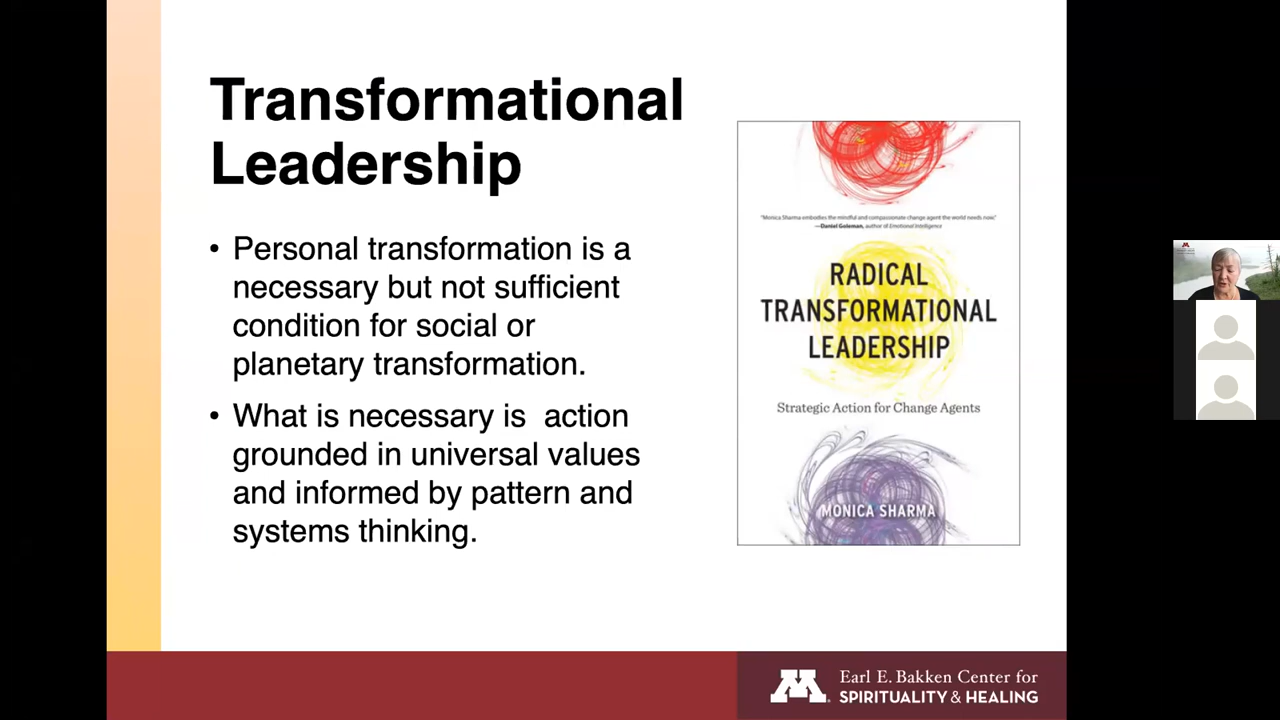 Transformational
Leadership
• Personal transformation is a
necessary but not sufficient
condition for social or
planetary transformation.
• What is necessary is  action
grounded in universal values
and informed by pattern and
systems thinking.
"Monica Sharma embodies the mindful and compassionate change agent the world needs now."
—Daniel Goleman, author of Emotional Intelligence
RADICAL
TRANSFORMATIONAL
LEADERSHIP
Strategic Action for Change Agents
MONICA SHARMA
M
Earl E. Bakken Center for
SPIRITUALITY & HEALING